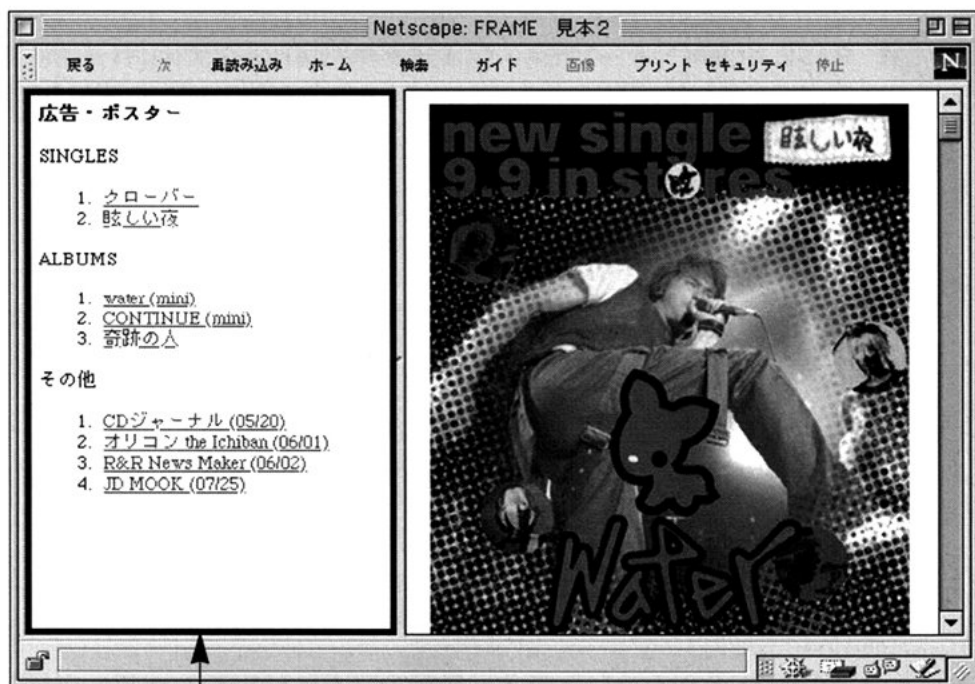 Netscape: FRAME 見本2
戻る 次 再読み込み ホーム 検索 ガイド 画像 プリント セキュリティ 停止
N
広告・ポスター
SINGLES
1. クローバー
2. 眩しい夜
ALBUMS
1. water (mini)
2. CONTINUE (mini)
3. 奇跡の人
その他
1. CDジャーナル (05/20)
2. オリコン the Ichiban (06/01)
3. R&R News Maker (06/02)
4. JD MOOK (07/25)
new single
9.9 in stores
眩しい夜
Water